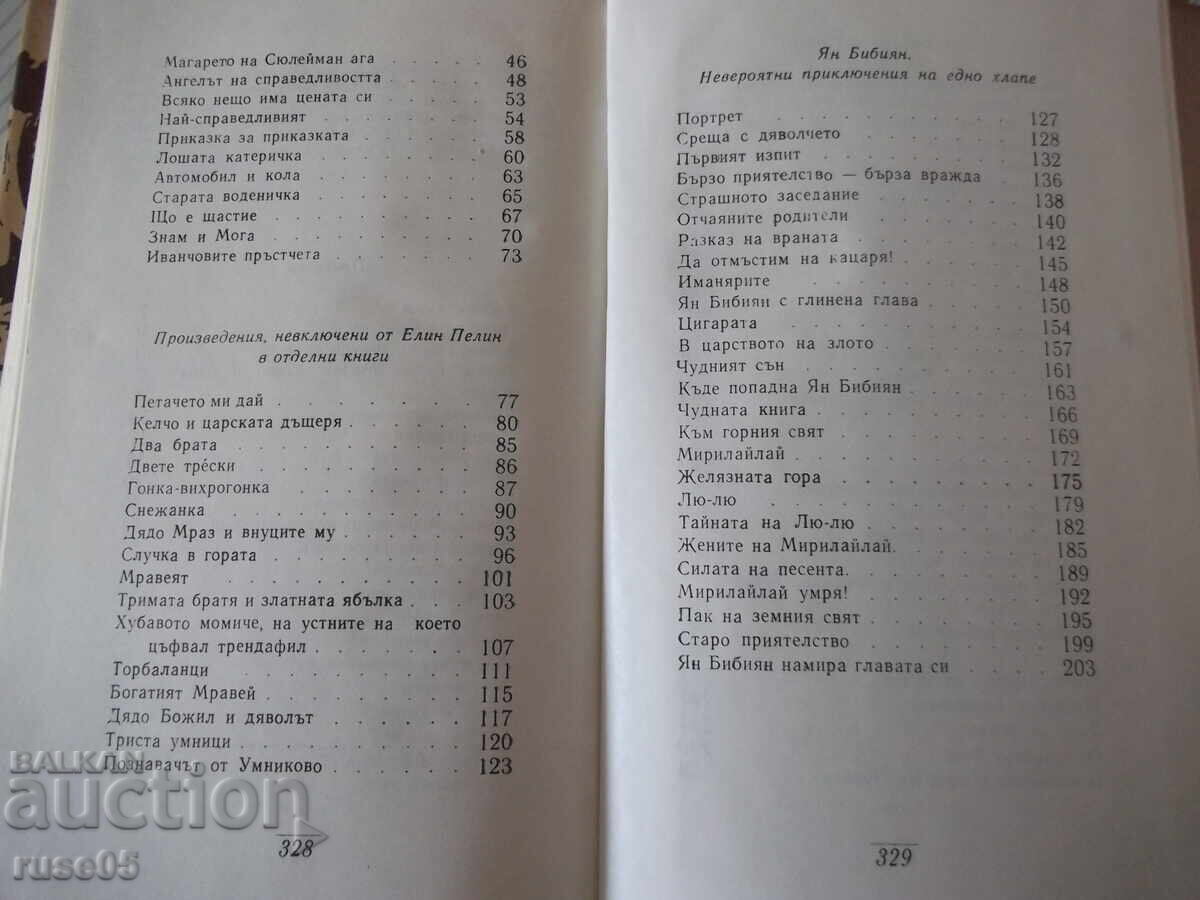 Магарето на Сюлейман ага . . . . . 46
Ангелът на справедливостта . . . . . 48
Всяко нещо има цената си . . . . . 53
Най-справедливият . . . . . . . 54
Приказка за приказката . . . . . . 58
Лошата катеричка . . . . . . . 60
Автомобил и кола . . . . . . . 63
Старата воденичка . . . . . . . 65
Що е щастие . . . . . . . . . 67
Знам и Мога . . . . . . . . . 70
Иванчовите пръстчета . . . . . . . 73
Произведения, невключени от Елин Пелин
в отделни книги
Петачето ми дай . . . . . . . . 77
Келчо и царската дъщеря . . . . . . 80
Два брата . . . . . . . . . . 85
Двете трéски . . . . . . . . . 86
Гонка-вихрогонка . . . . . . . . 87
Снежанка . . . . . . . . . . 90
Дядо Мраз и внуците му . . . . . . 93
Случка в гората . . . . . . . . 96
Мравеят . . . . . . . . . . 101
Тримата братя и златната ябълка . . . 103
Хубавото момиче, на устните на което
цъфвал трендафил . . . . . . . 107
Торбаланци . . . . . . . . . 111
Богатият Мравей . . . . . . . . 115
Дядо Божил и дяволът . . . . . . 117
Триста умници . . . . . . . . . 120
Познавачът от Умниково . . . . . . 123
328
Ян Бибиян.
Невероятни приключения на едно хлапе
Портрет . . . . . . . . . . 127
Среща с дяволчето . . . . . . . . 128
Първият изпит . . . . . . . . . 132
Бързо приятелство — бърза вражда . 136
Страшното заседание . . . . . . . 138
Отчаяните родители . . . . . . . 140
Разказ на враната . . . . . . . . 142
Да отмъстим на кацаря! . . . . . . 145
Иманярите . . . . . . . . . . 148
Ян Бибиян с глинена глава . . . . . 150
Цигарата . . . . . . . . . . 154
В царството на злото . . . . . . . 157
Чудният сън . . . . . . . . . . 161
Къде попадна Ян Бибиян . . . . . . 163
Чудната книга . . . . . . . . . 166
Към горния свят . . . . . . . . 169
Мирилайлай . . . . . . . . . . 172
Желязната гора . . . . . . . . . 175
Лю-лю . . . . . . . . . . . 179
Тайната на Лю-лю . . . . . . . . 182
Жените на Мирилайлай. . . . . . . 185
Силата на песента. . . . . . . . . 189
Мирилайлай умря! . . . . . . . . 192
Пак на земния свят . . . . . . . . 195
Старо приятелство . . . . . . . . 199
Ян Бибиян намира главата си . . . . 203
329
BALKAN
auction
ruse05